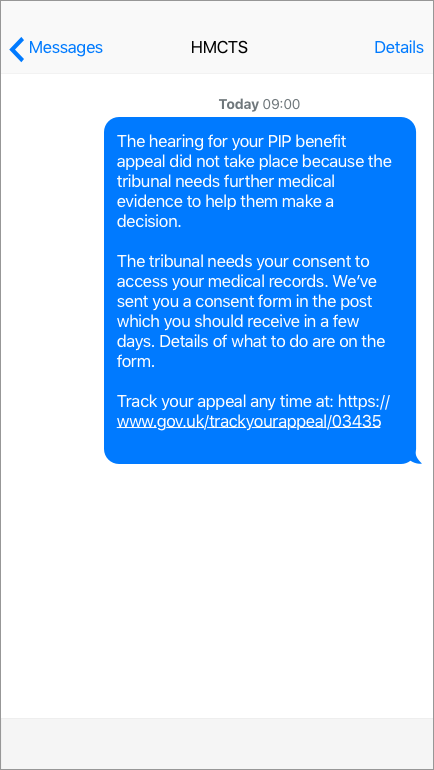 Messages
HMCTS
Details
Today 09:00
The hearing for your PIP benefit
appeal did not take place because the
tribunal needs further medical
evidence to help them make a
decision.
The tribunal needs your consent to
access your medical records. We’ve
sent you a consent form in the post
which you should receive in a few
days. Details of what to do are on the
form.
Track your appeal any time at: https://
www.gov.uk/trackyourappeal/03435